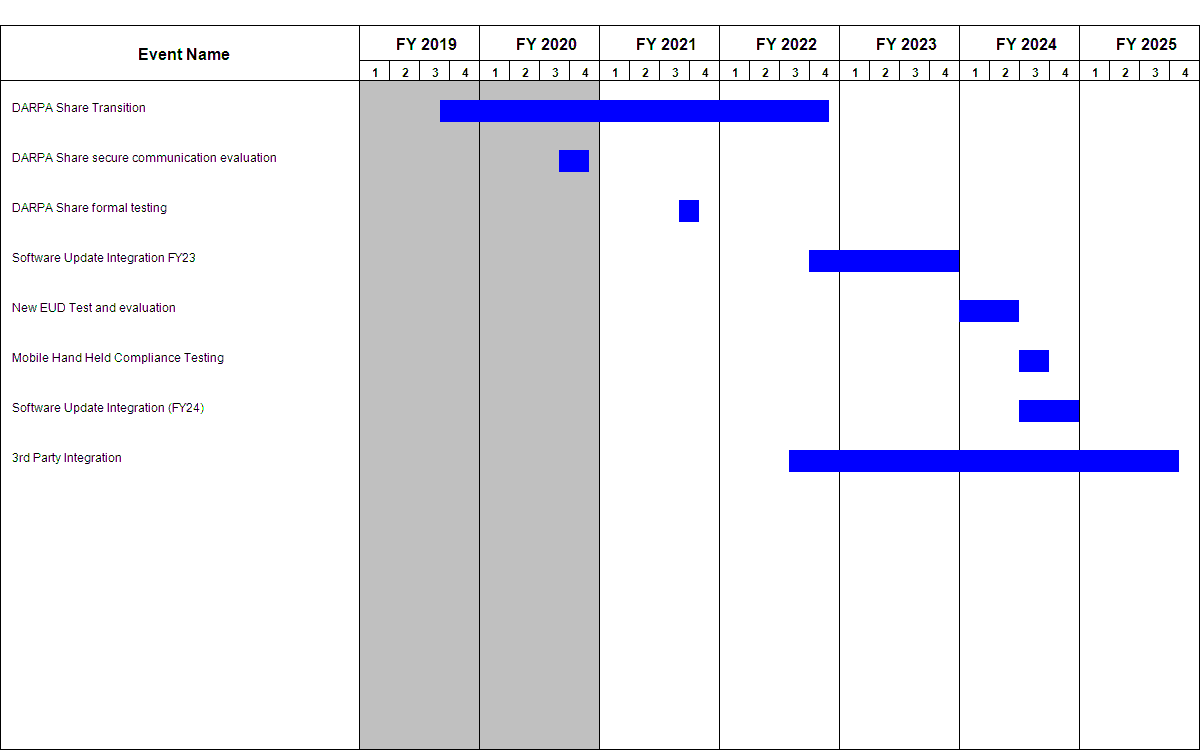 Event Name FY 2019 FY 2020 FY 2021 FY 2022 FY 2023 FY 2024 FY 2025
1 2 3 4 1 2 3 4 1 2 3 4 1 2 3 4 1 2 3 4 1 2 3 4 1 2 3 4
DARPA Share Transition
DARPA Share secure communication evaluation
DARPA Share formal testing
Software Update Integration FY23
New EUD Test and evaluation
Mobile Hand Held Compliance Testing
Software Update Integration (FY24)
3rd Party Integration